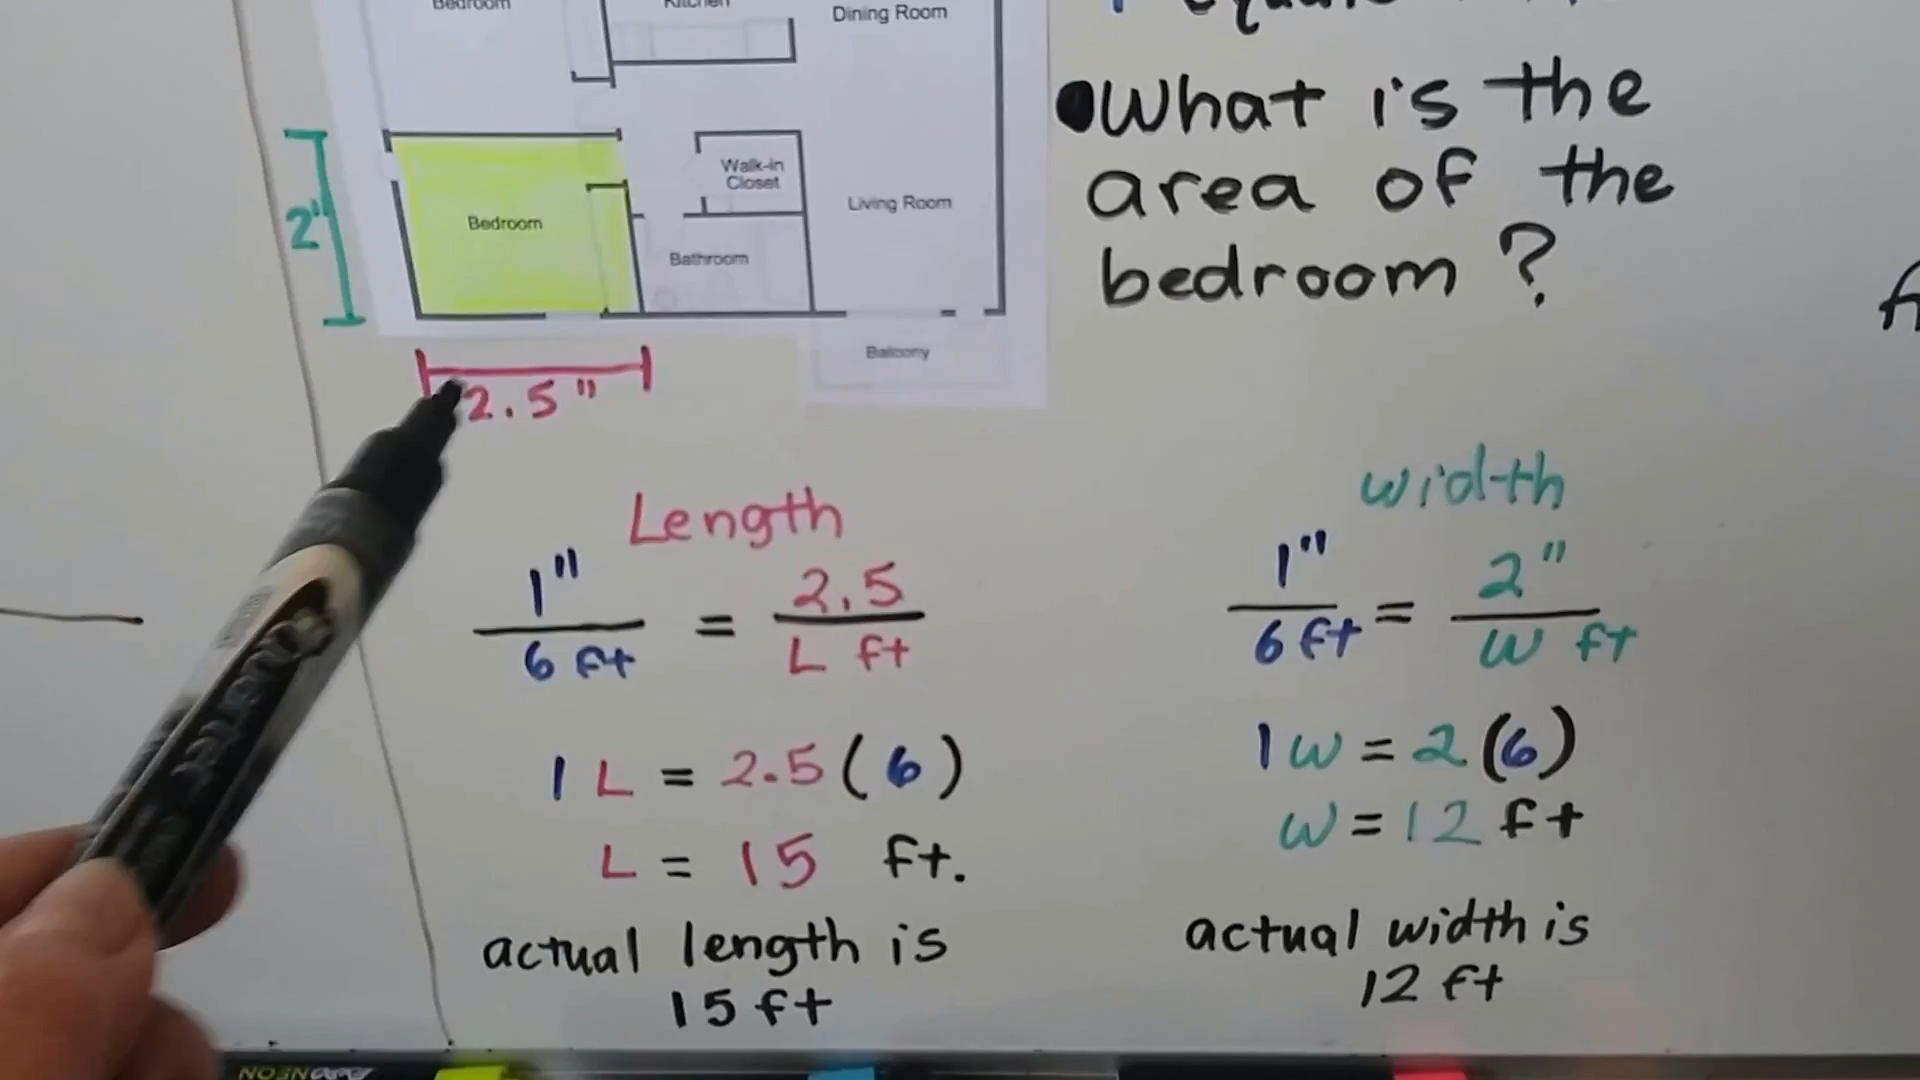 Bedroom
Kitchen
Dining Room
What is the
area of the
bedroom?
Walk-in
Closet
Living Room
2"
Bedroom
Bathroom
Balcony
2.5"
Length
1" = 2.5
6 ft L ft
1 L = 2.5(6)
L = 15 ft.
actual length is
15 ft
width
1" = 2"
6 ft W ft
1 W = 2(6)
W = 12 ft
actual width is
12 ft